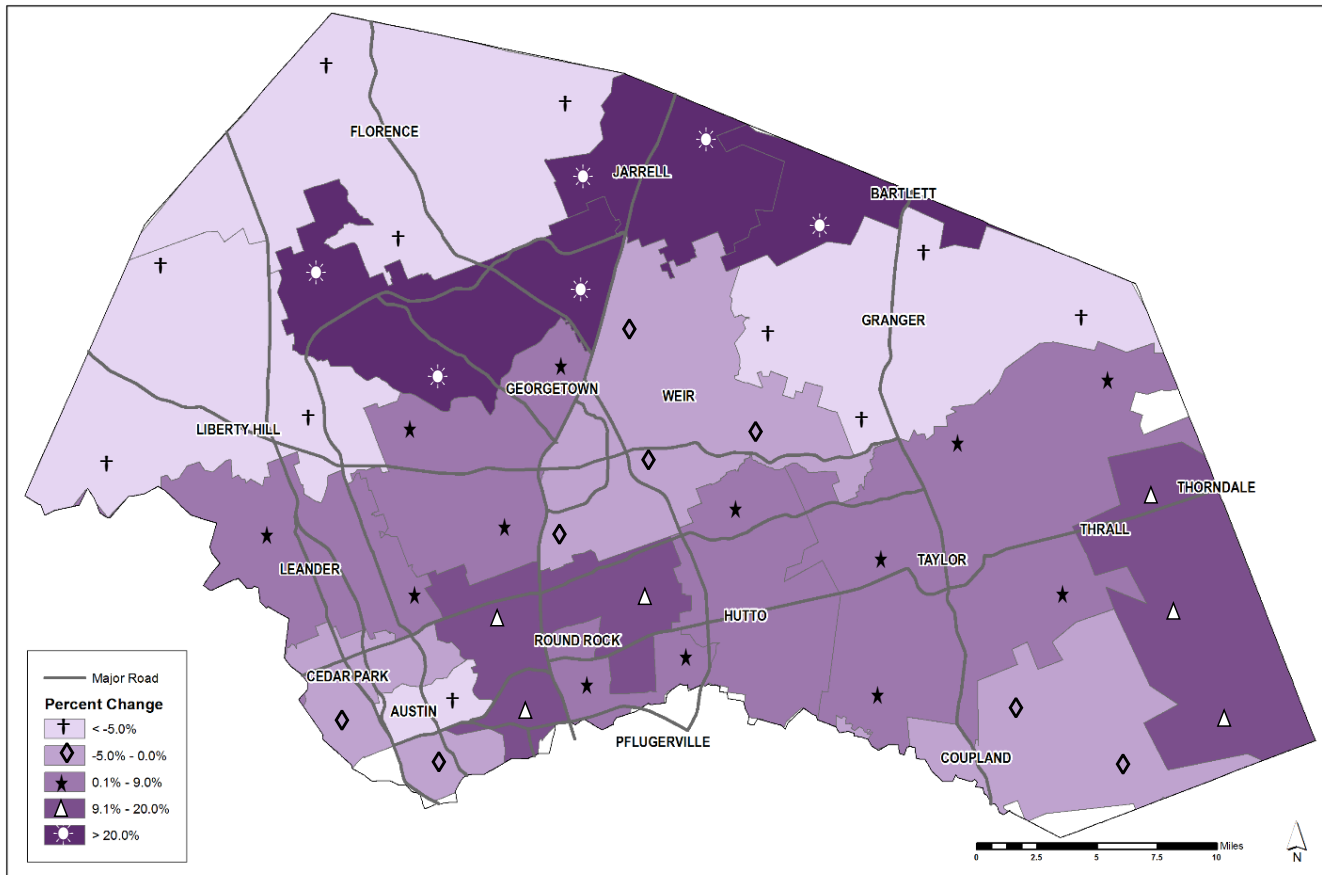 FLORENCE
JARRELL
BARTLETT
GRANGER
GEORGETOWN
WEIR
LIBERTY HILL
THORNDALE
THRALL
TAYLOR
LEANDER
HUTTO
ROUND ROCK
CEDAR PARK
AUSTIN
PFLUGERVILLE
COUPLAND
Major Road
Percent Change
< -5.0%
-5.0% - 0.0%
0.1% - 9.0%
9.1% - 20.0%
> 20.0%
Miles
0 2.5 5 7.5 10
N